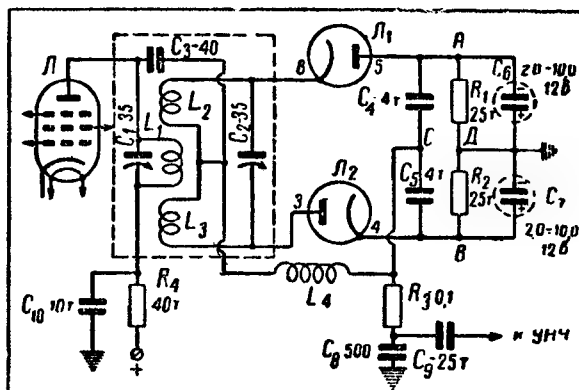 C3-40
Л1
А
Л
8
5
C6
20-100
12В
L2
C4-4т
R1
25т
C1-35
L1
C2-35
С
Д
Л2
C5 4т
R2
25т
C7
L3
3
4
20-100
12В
В
R4
40т
L4
C10 10т
R3 0,1
+
C8 500
C9-25т
к УНЧ